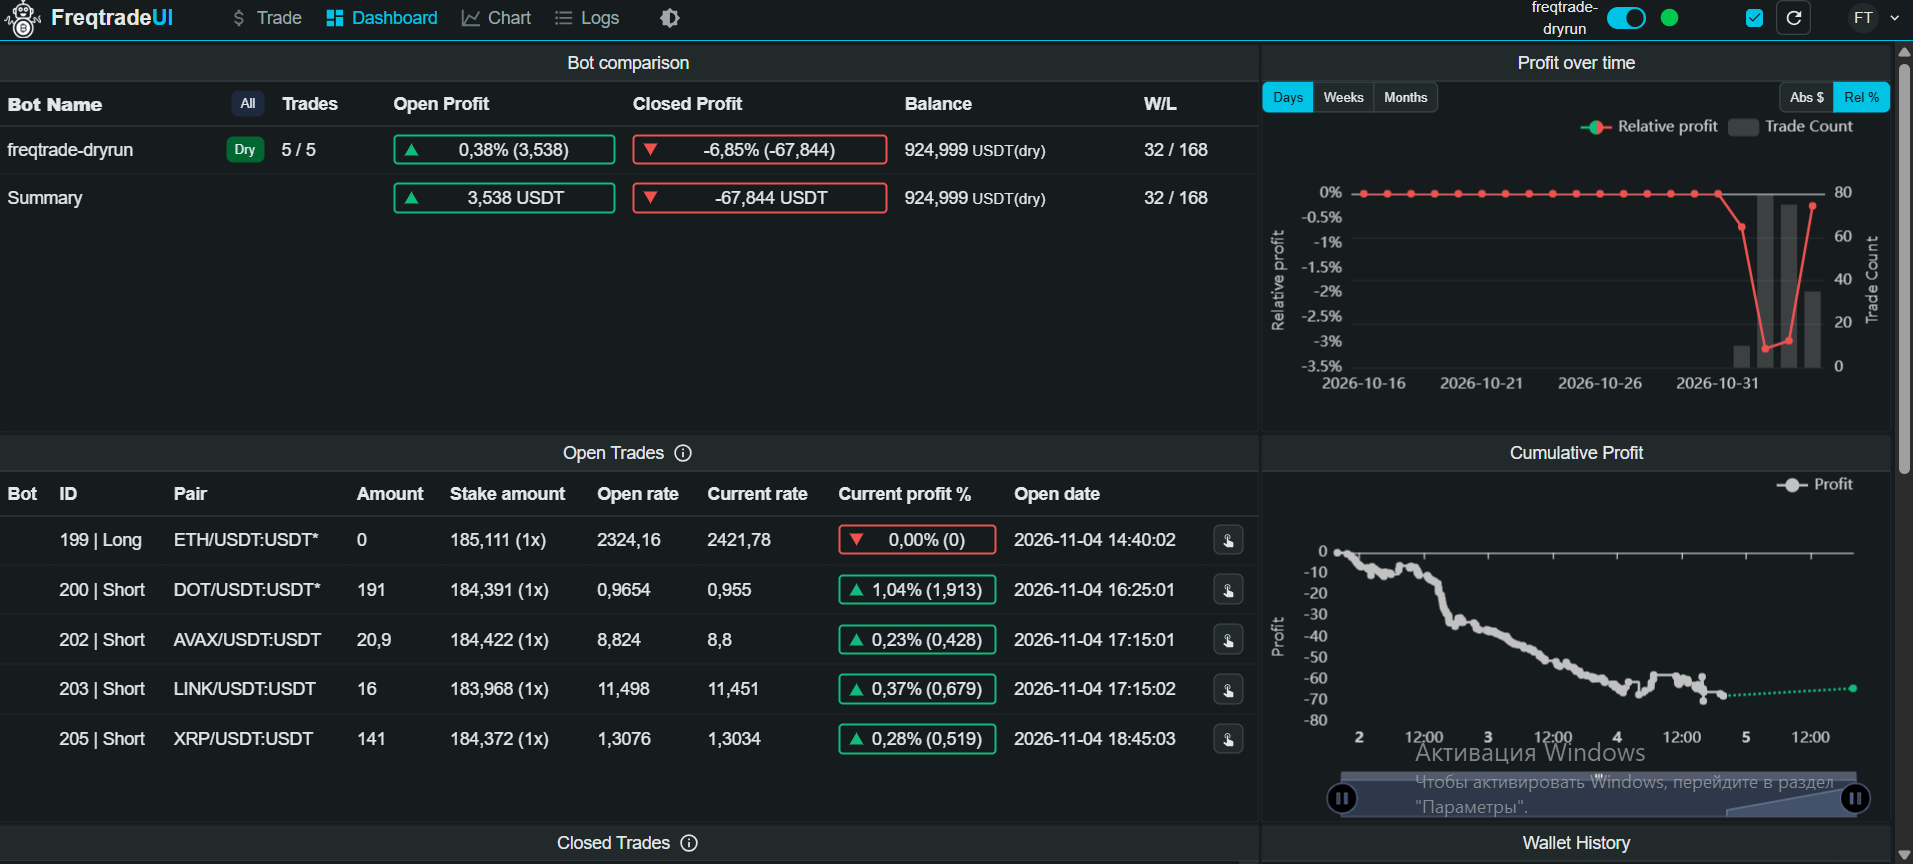 FreqtradeUI
$ Trade
Dashboard
Chart
Logs
freqtrade-
dryrun
FT
Bot comparison
Bot Name All Trades Open Profit Closed Profit Balance W/L
freqtrade-dryrun Dry 5 / 5 0,38% (3,538) -6,85% (-67,844) 924,999 USDT(dry) 32 / 168
Summary 3,538 USDT -67,844 USDT 924,999 USDT(dry) 32 / 168
Profit over time
Days Weeks Months Abs $ Rel %
Relative profit Trade Count
0%
-0.5%
-1%
-1.5%
-2%
-2.5%
-3%
-3.5%
Relative profit
80
60
40
20
0
Trade Count
2026-10-16 2026-10-21 2026-10-26 2026-10-31
Open Trades
Bot ID Pair Amount Stake amount Open rate Current rate Current profit % Open date
199 | Long ETH/USDT:USDT* 0 185,111 (1x) 2324,16 2421,78 0,00% (0) 2026-11-04 14:40:02
200 | Short DOT/USDT:USDT* 191 184,391 (1x) 0,9654 0,955 1,04% (1,913) 2026-11-04 16:25:01
202 | Short AVAX/USDT:USDT 20,9 184,422 (1x) 8,824 8,8 0,23% (0,428) 2026-11-04 17:15:01
203 | Short LINK/USDT:USDT 16 183,968 (1x) 11,498 11,451 0,37% (0,679) 2026-11-04 17:15:02
205 | Short XRP/USDT:USDT 141 184,372 (1x) 1,3076 1,3034 0,28% (0,519) 2026-11-04 18:45:03
Cumulative Profit
Profit
0
-10
-20
-30
-40
-50
-60
-70
-80
Profit
2 12:00 3 12:00 4 12:00 5 12:00
Активация Windows
Чтобы активировать Windows, перейдите в раздел
"Параметры".
Closed Trades
Wallet History